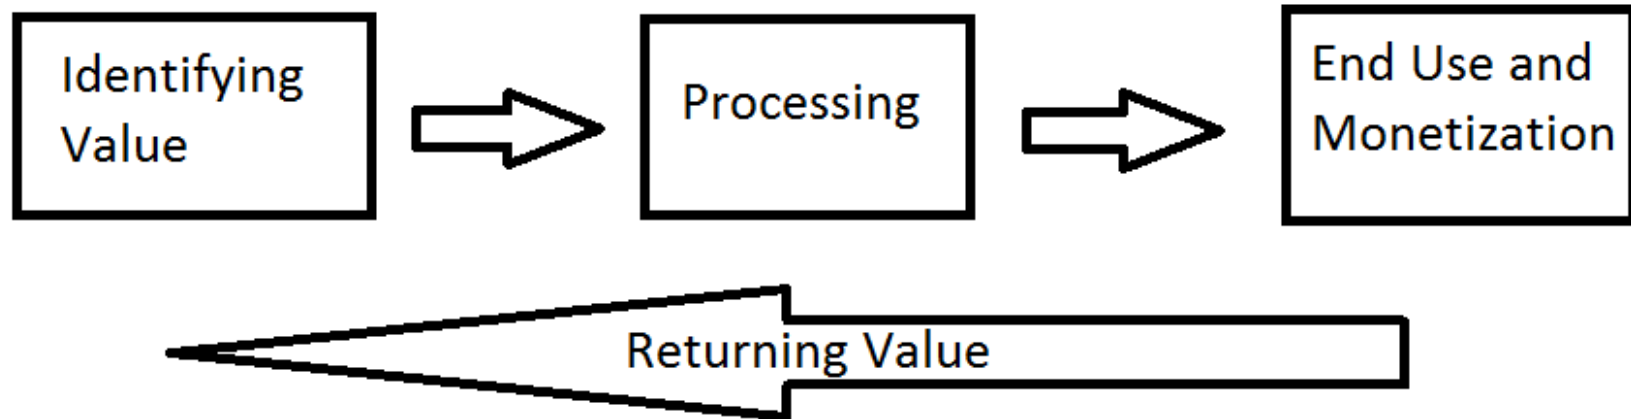 Identifying
Value
Processing
End Use and
Monetization
Returning Value